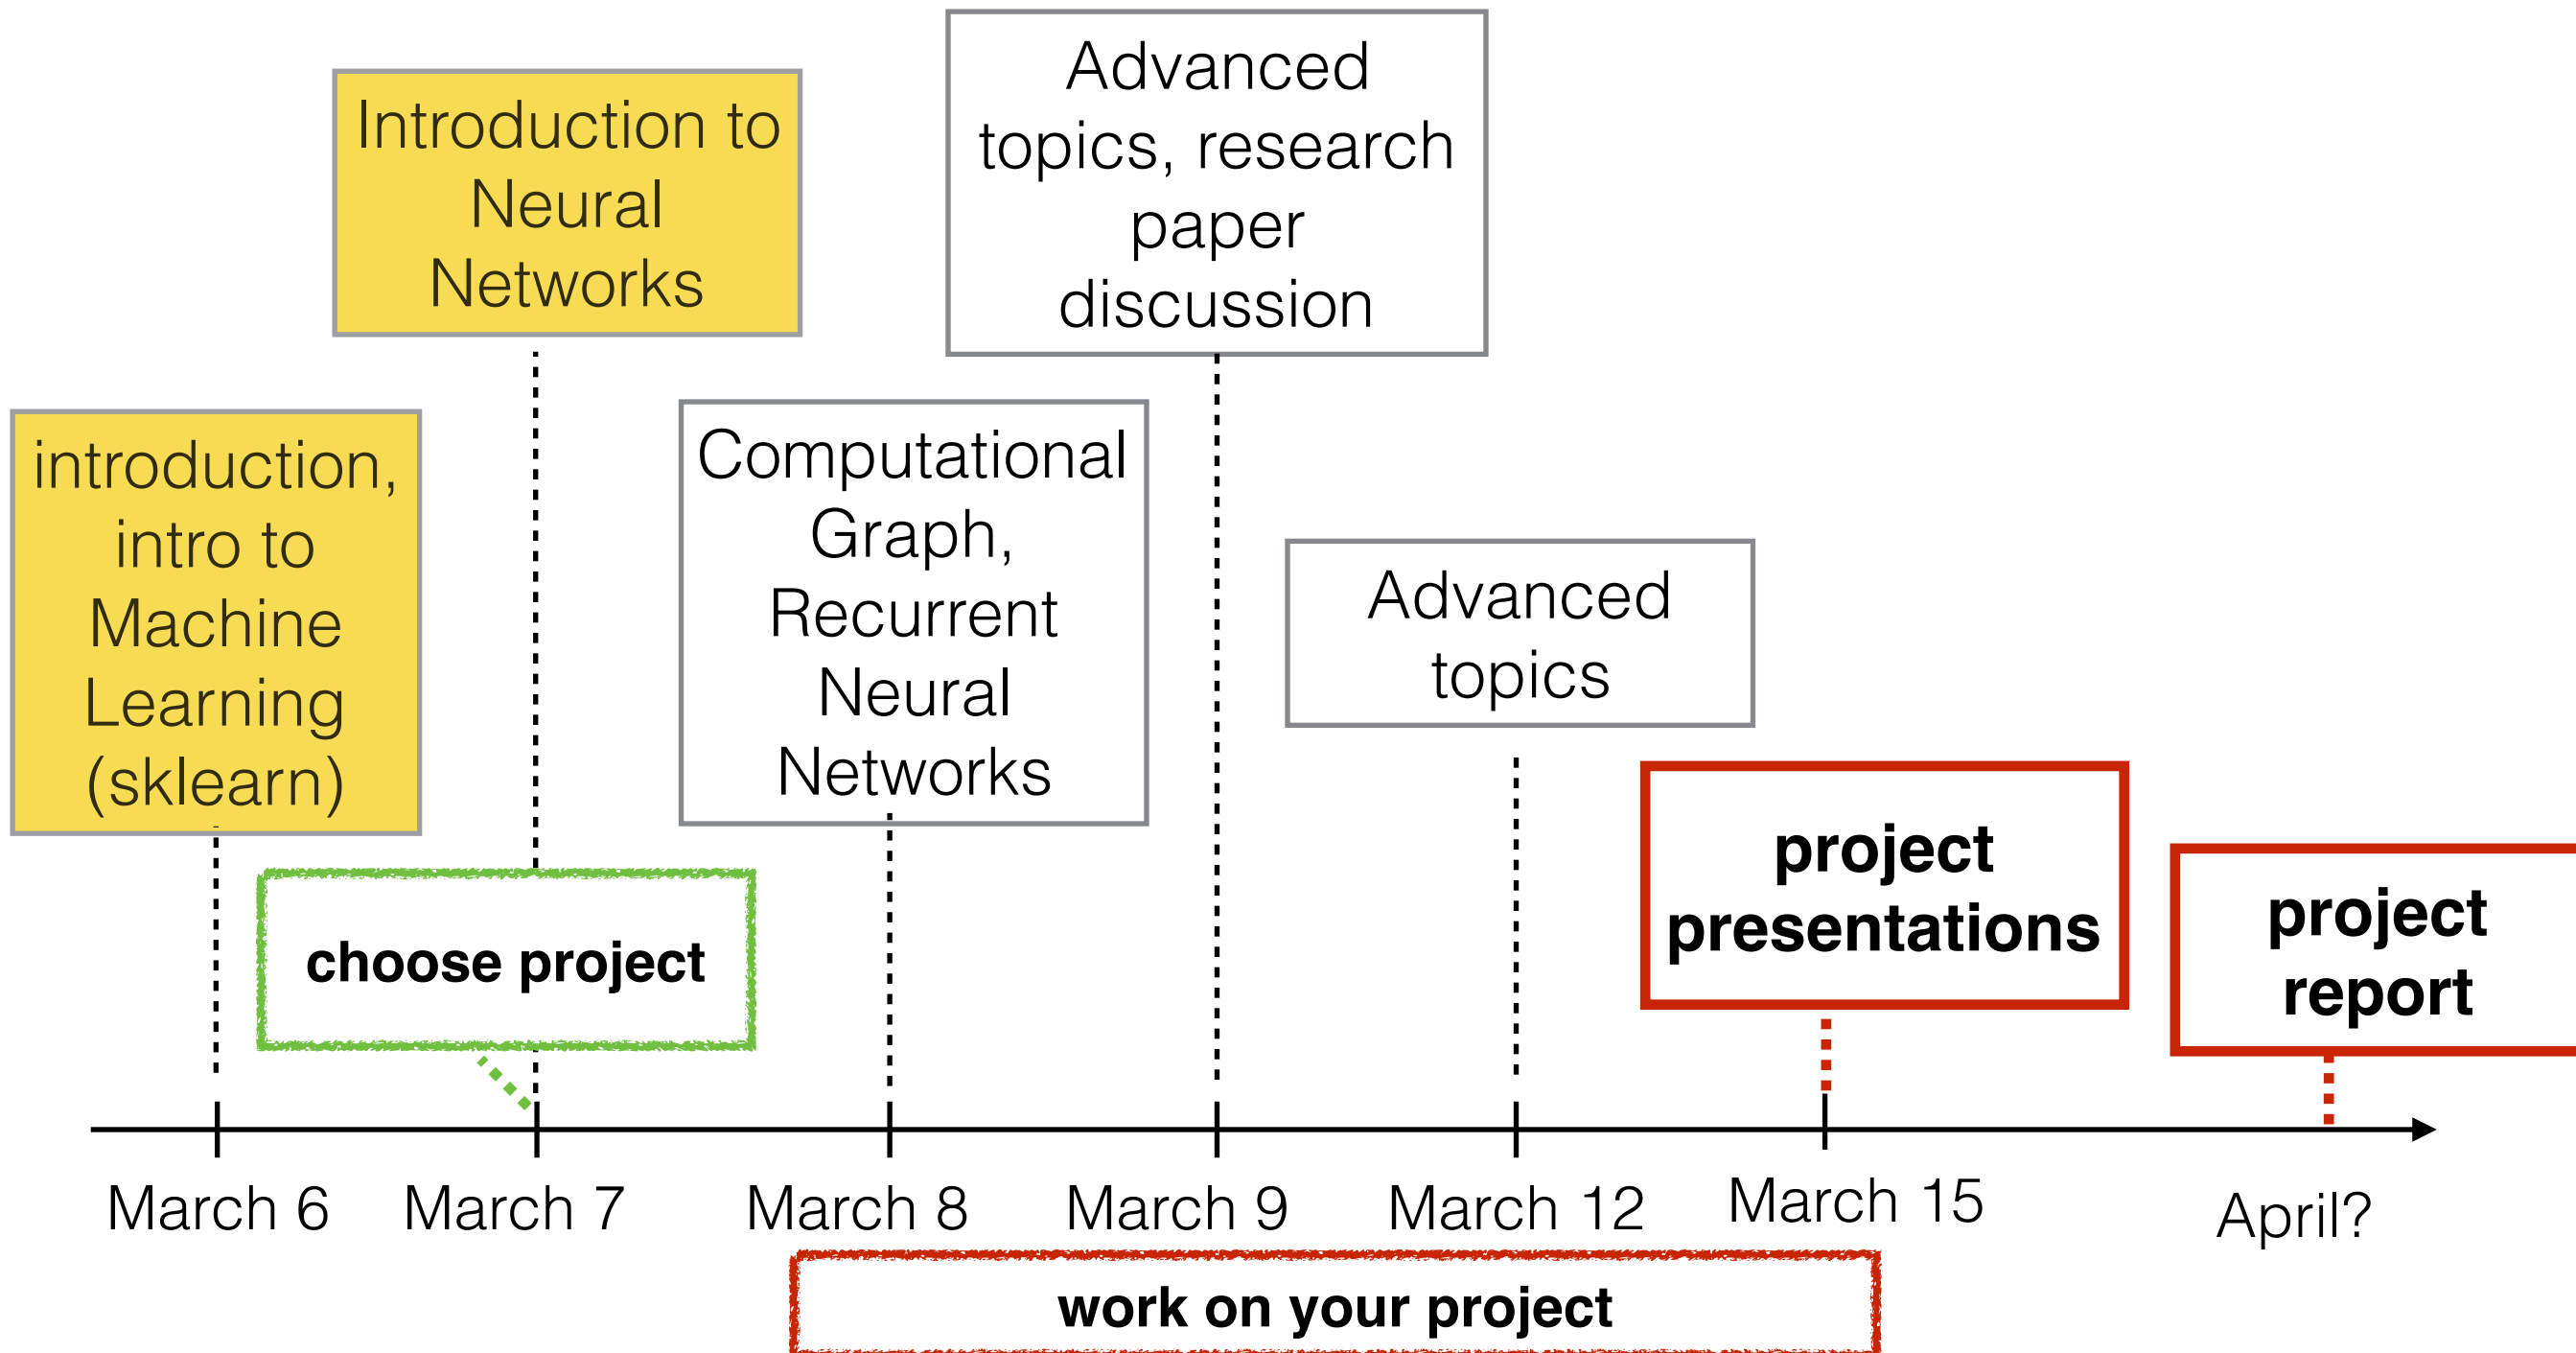 Advanced
topics, research
paper
discussion
Introduction to
Neural
Networks
introduction,
intro to
Machine
Learning
(sklearn)
Computational
Graph,
Recurrent
Neural
Networks
Advanced
topics
project
presentations
project
report
choose project
March 6
March 7
March 8
March 9
March 12
March 15
April?
work on your project